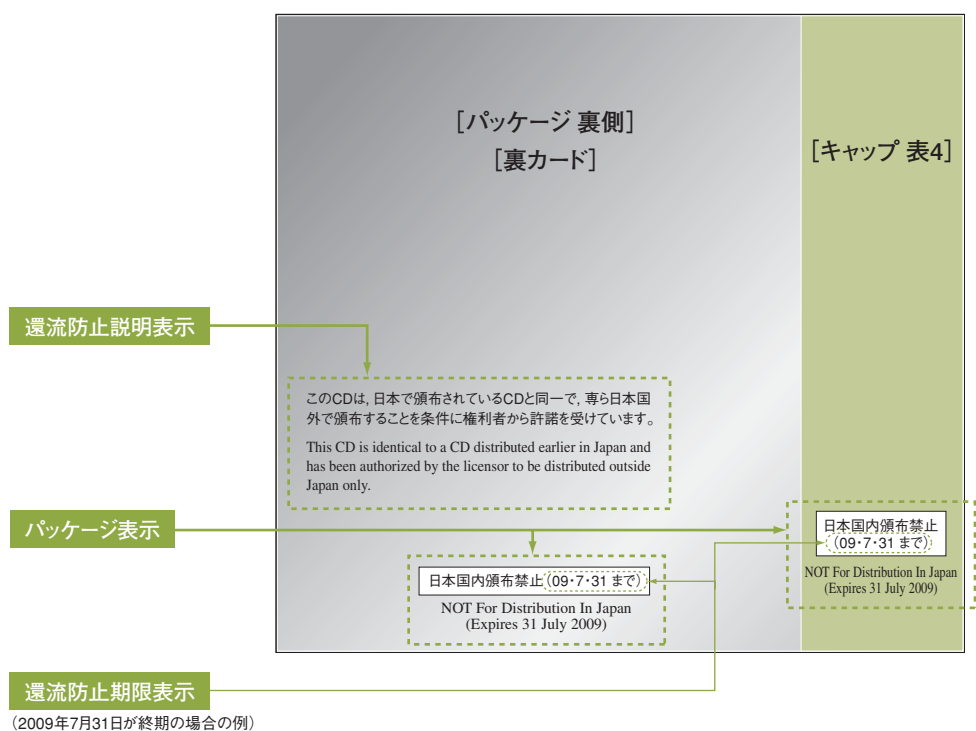 [パッケージ 裏側]
[裏カード]
[キャップ 表4]
還流防止説明表示
このCDは, 日本で頒布されているCDと同一で, 専ら日本国
外で頒布することを条件に権利者から許諾を受けています。
This CD is identical to a CD distributed earlier in Japan and
has been authorized by the licensor to be distributed outside
Japan only.
パッケージ表示
日本国内頒布禁止
(09・7・31 まで)
NOT For Distribution In Japan
(Expires 31 July 2009)
日本国内頒布禁止(09・7・31 まで)
NOT For Distribution In Japan
(Expires 31 July 2009)
還流防止期限表示
(2009年7月31日が終期の場合の例)